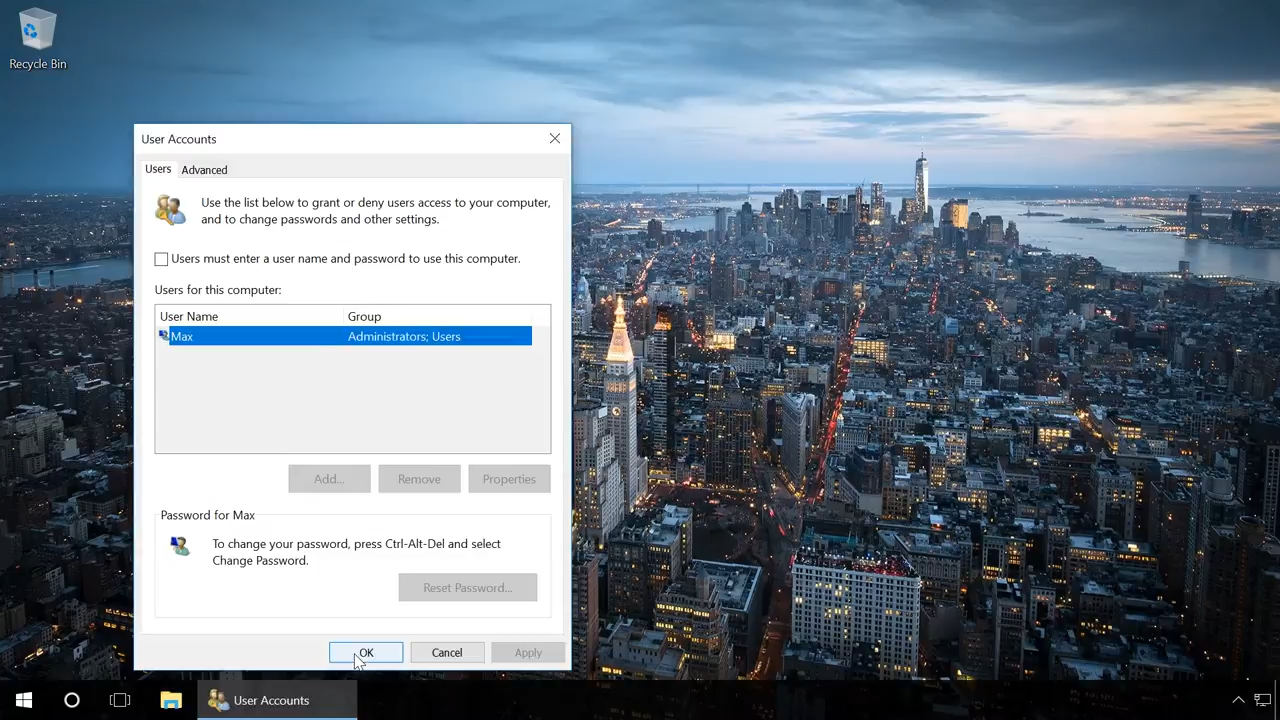 Recycle Bin
User Accounts
Users
Advanced
Use the list below to grant or deny users access to your computer,
and to change passwords and other settings.
Users must enter a user name and password to use this computer.
Users for this computer:
User Name Group
Max Administrators; Users
Add... Remove Properties
Password for Max
To change your password, press Ctrl-Alt-Del and select
Change Password.
Reset Password...
OK Cancel Apply
User Accounts